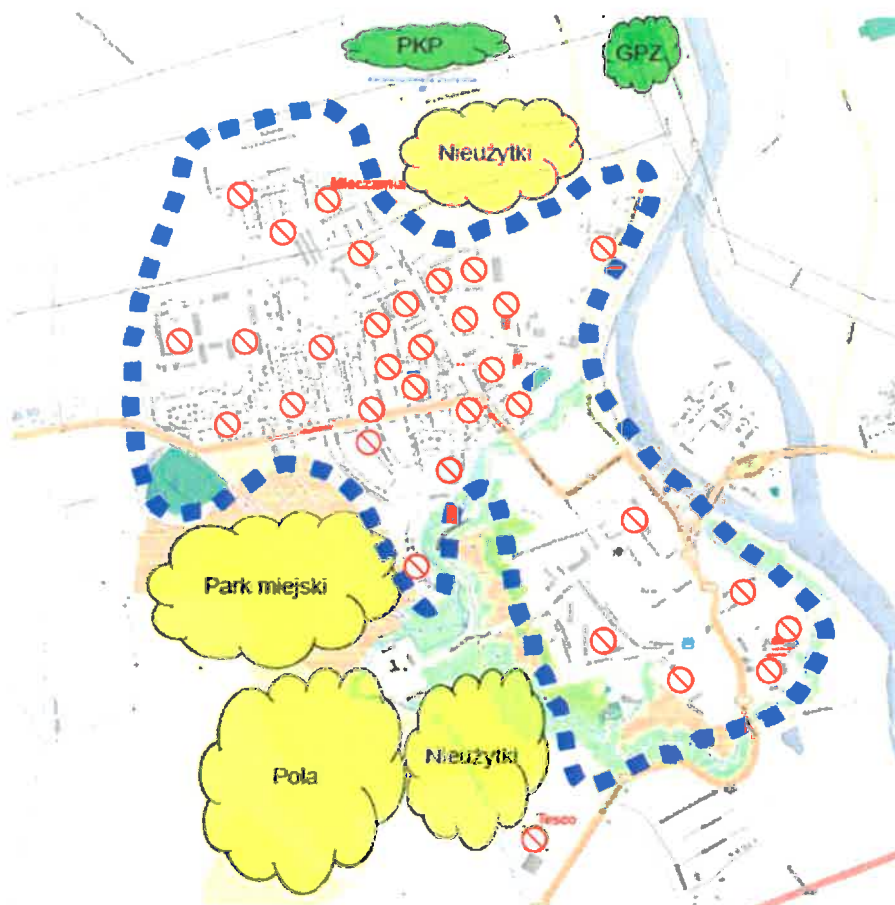 PKP
GPZ
Nieużytki
Mleczarnia
Park miejski
Pola
Nieużytki
Tesco